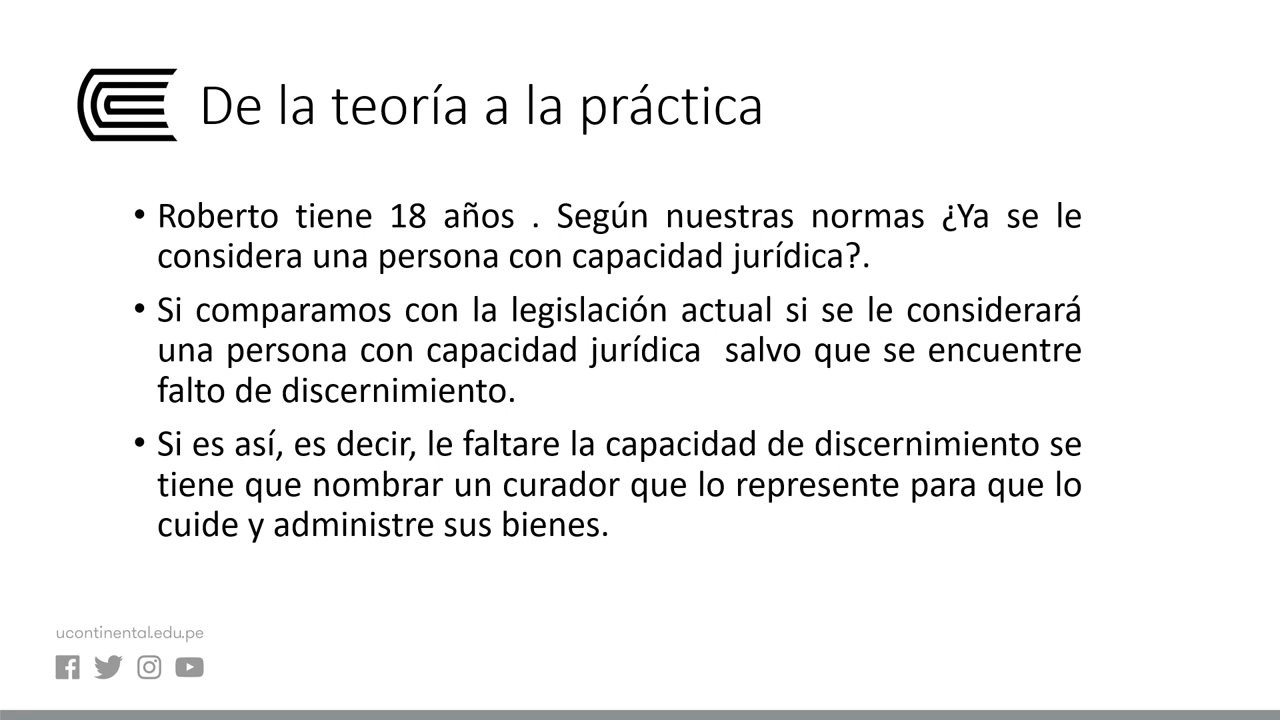 De la teoría a la práctica
• Roberto tiene 18 años . Según nuestras normas ¿Ya se le
considera una persona con capacidad jurídica?.
• Si comparamos con la legislación actual si se le considerará
una persona con capacidad jurídica  salvo que se encuentre
falto de discernimiento.
• Si es así, es decir, le faltare la capacidad de discernimiento se
tiene que nombrar un curador que lo represente para que lo
cuide y administre sus bienes.
ucontinental.edu.pe